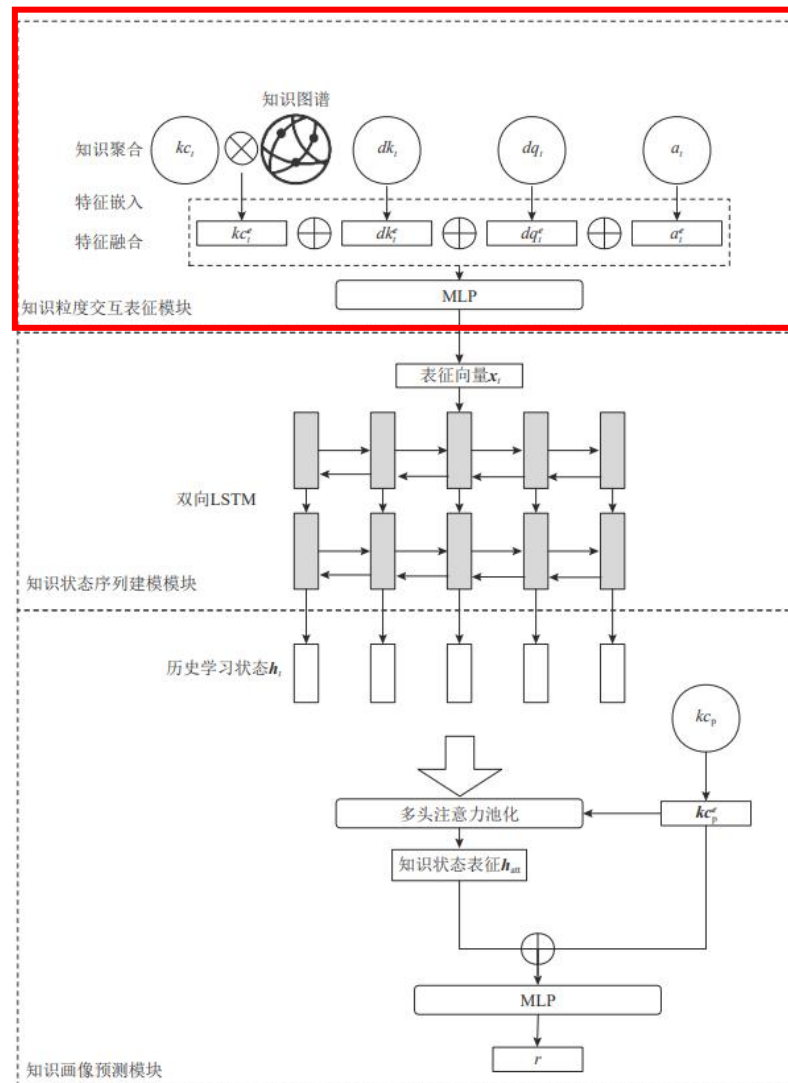 知识图谱
知识聚合
kc_t
dk_t
dq_t
a_t
特征嵌入
特征融合
kc_t^e
dk_t^e
dq_t^e
a_t^e
MLP
知识粒度交互表征模块
表征向量x_t
双向LSTM
知识状态序列建模模块
历史学习状态h_t
kc_p
多头注意力池化
kc_p^e
知识状态表征h_att
MLP
r
知识画像预测模块